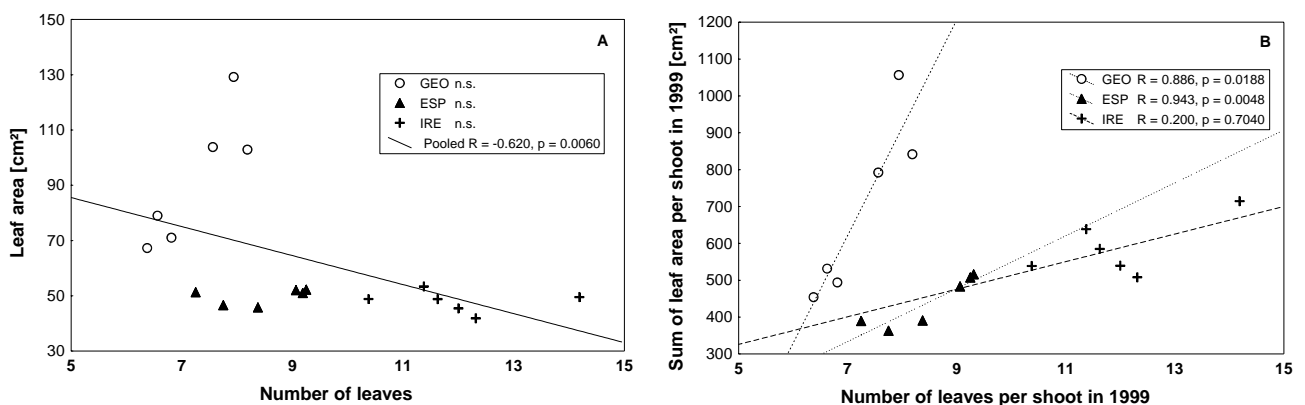 A
Leaf area [cm²]
150
130
110
90
70
50
30
GEO n.s.
ESP n.s.
IRE n.s.
Pooled R = -0.620, p = 0.0060
5 7 9 11 13 15
Number of leaves
B
Sum of leaf area per shoot in 1999 [cm²]
1200
1100
1000
900
800
700
600
500
400
300
GEO R = 0.886, p = 0.0188
ESP R = 0.943, p = 0.0048
IRE R = 0.200, p = 0.7040
5 7 9 11 13 15
Number of leaves per shoot in 1999